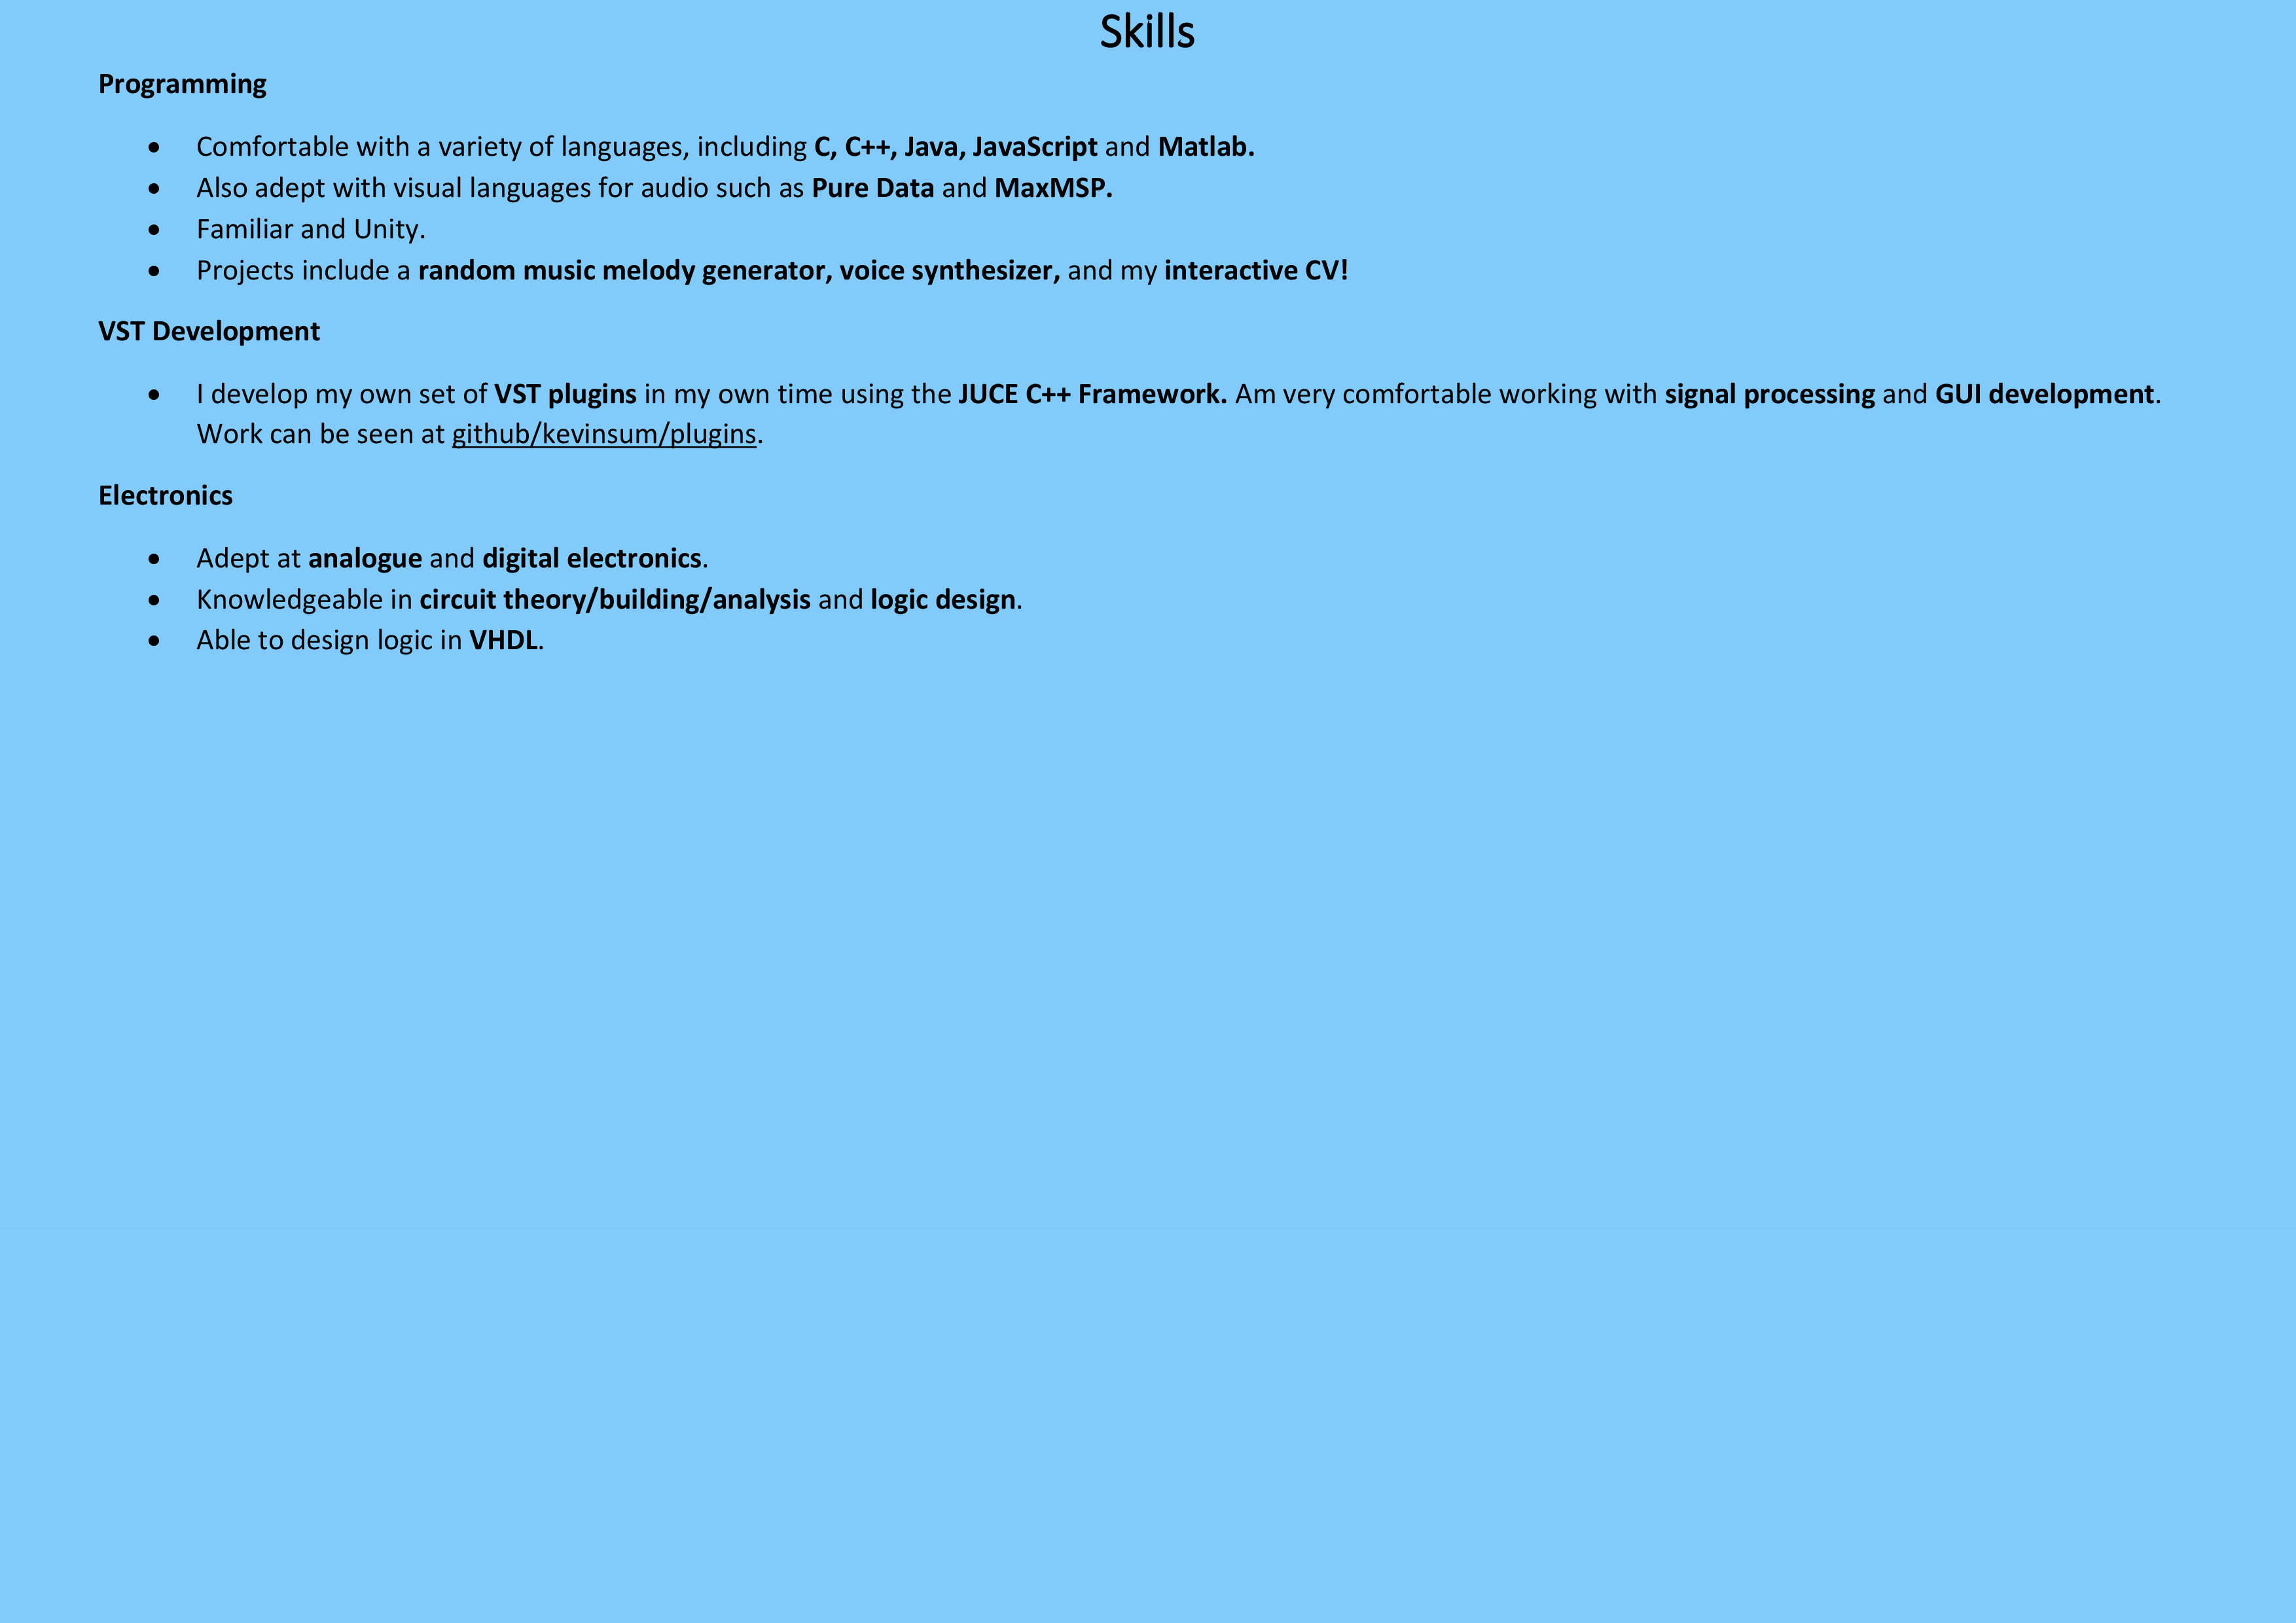 Skills
Programming
• Comfortable with a variety of languages, including C, C++, Java, JavaScript and Matlab.
• Also adept with visual languages for audio such as Pure Data and MaxMSP.
• Familiar and Unity.
• Projects include a random music melody generator, voice synthesizer, and my interactive CV!
VST Development
• I develop my own set of VST plugins in my own time using the JUCE C++ Framework. Am very comfortable working with signal processing and GUI development.
Work can be seen at github/kevinsum/plugins.
Electronics
• Adept at analogue and digital electronics.
• Knowledgeable in circuit theory/building/analysis and logic design.
• Able to design logic in VHDL.